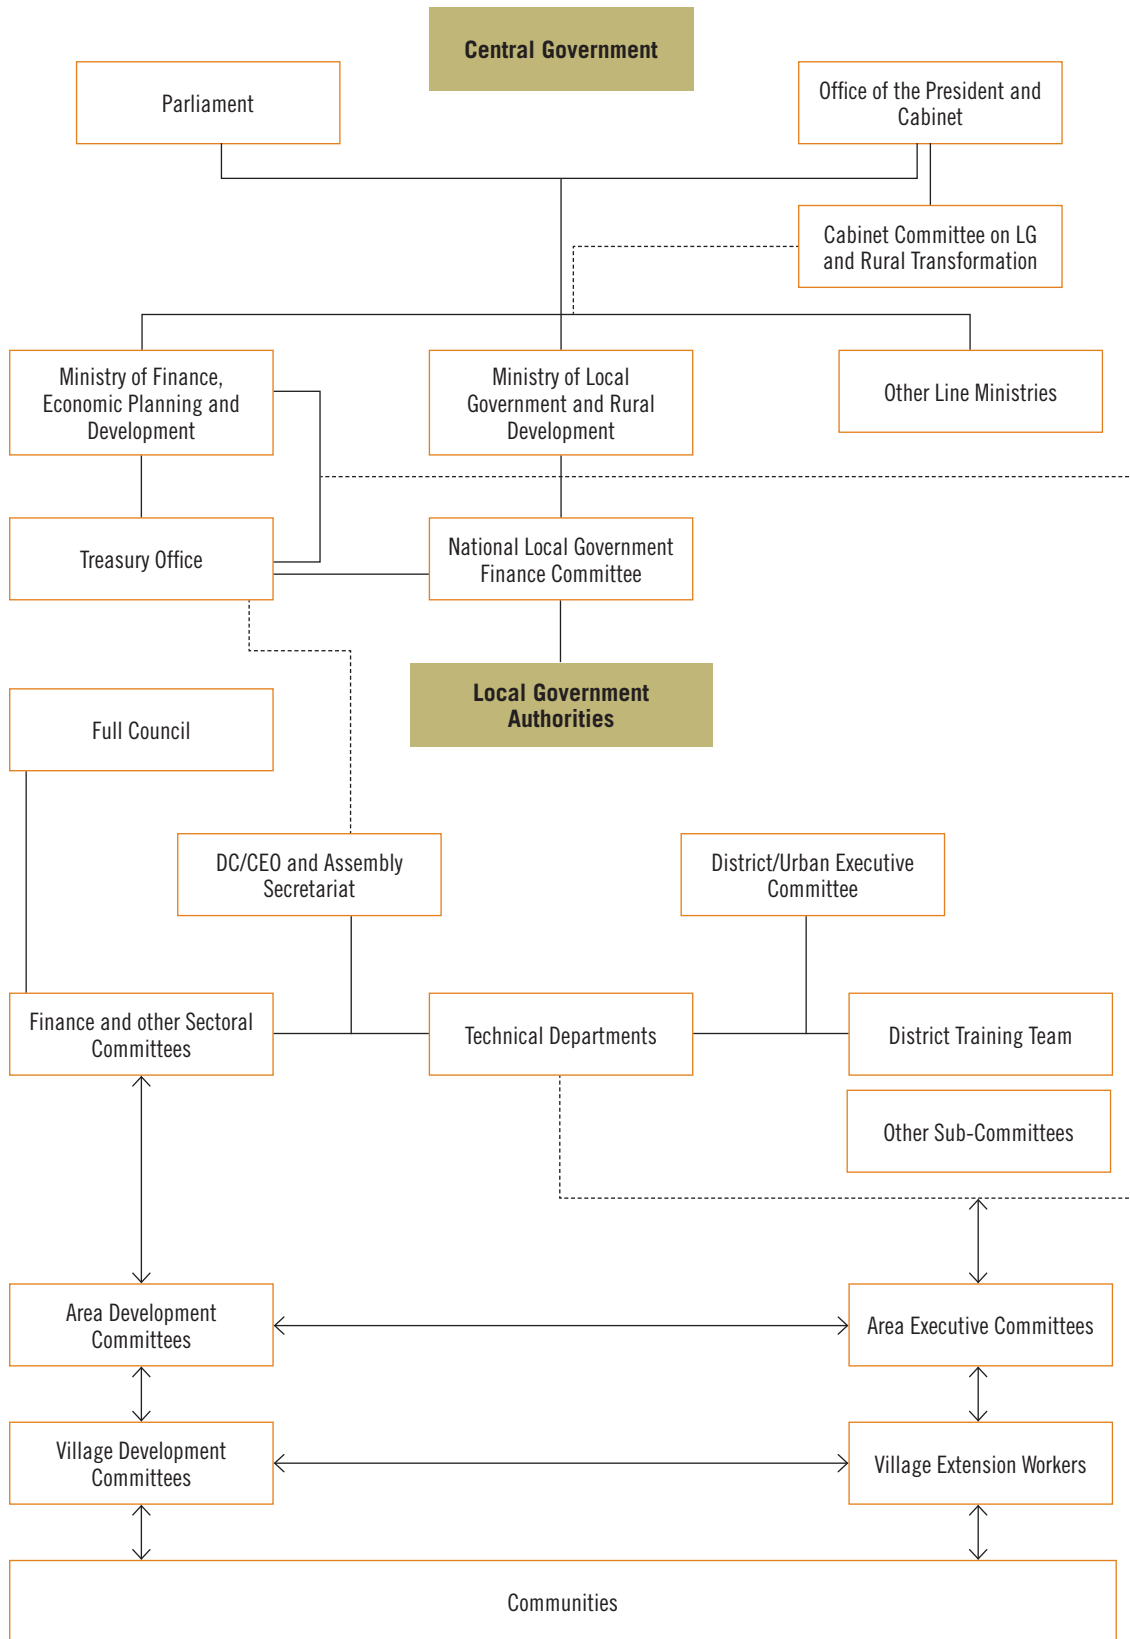 Central Government
Parliament
Office of the President and
Cabinet
Cabinet Committee on LG
and Rural Transformation
Ministry of Finance,
Economic Planning and
Development
Ministry of Local
Government and Rural
Development
Other Line Ministries
Treasury Office
National Local Government
Finance Committee
Local Government
Authorities
Full Council
DC/CEO and Assembly
Secretariat
District/Urban Executive
Committee
Finance and other Sectoral
Committees
Technical Departments
District Training Team
Other Sub-Committees
Area Development
Committees
Area Executive Committees
Village Development
Committees
Village Extension Workers
Communities